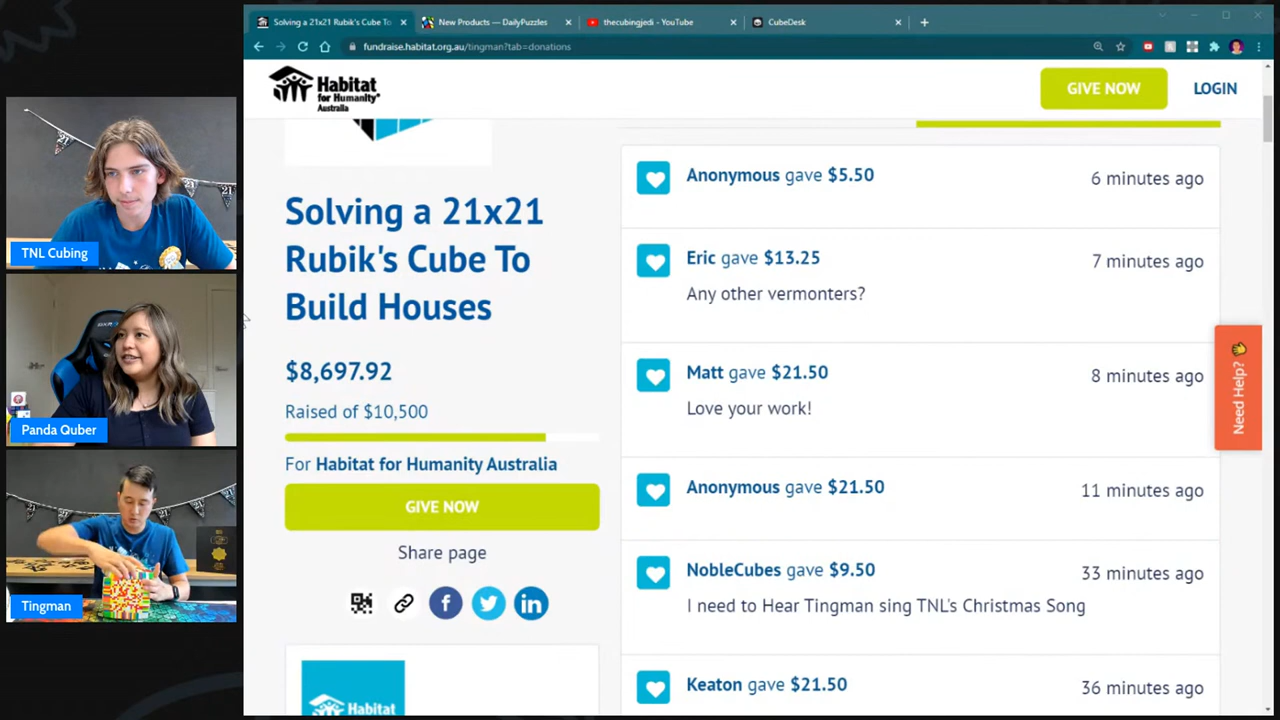 Solving a 21x21 Rubik's Cube To
New Products — DailyPuzzles
thecubingjedi - YouTube
CubeDesk
fundraise.habitat.org.au/tingman?tab=donations
Habitat
for Humanity®
Australia
GIVE NOW
LOGIN
TNL Cubing
Panda Quber
Tingman
Solving a 21x21
Rubik's Cube To
Build Houses
$8,697.92
Raised of $10,500
For Habitat for Humanity Australia
GIVE NOW
Share page
Habitat
Anonymous gave $5.50
6 minutes ago
Eric gave $13.25
7 minutes ago
Any other vermonters?
Matt gave $21.50
8 minutes ago
Love your work!
Anonymous gave $21.50
11 minutes ago
NobleCubes gave $9.50
33 minutes ago
I need to Hear Tingman sing TNL's Christmas Song
Keaton gave $21.50
36 minutes ago
Need Help?